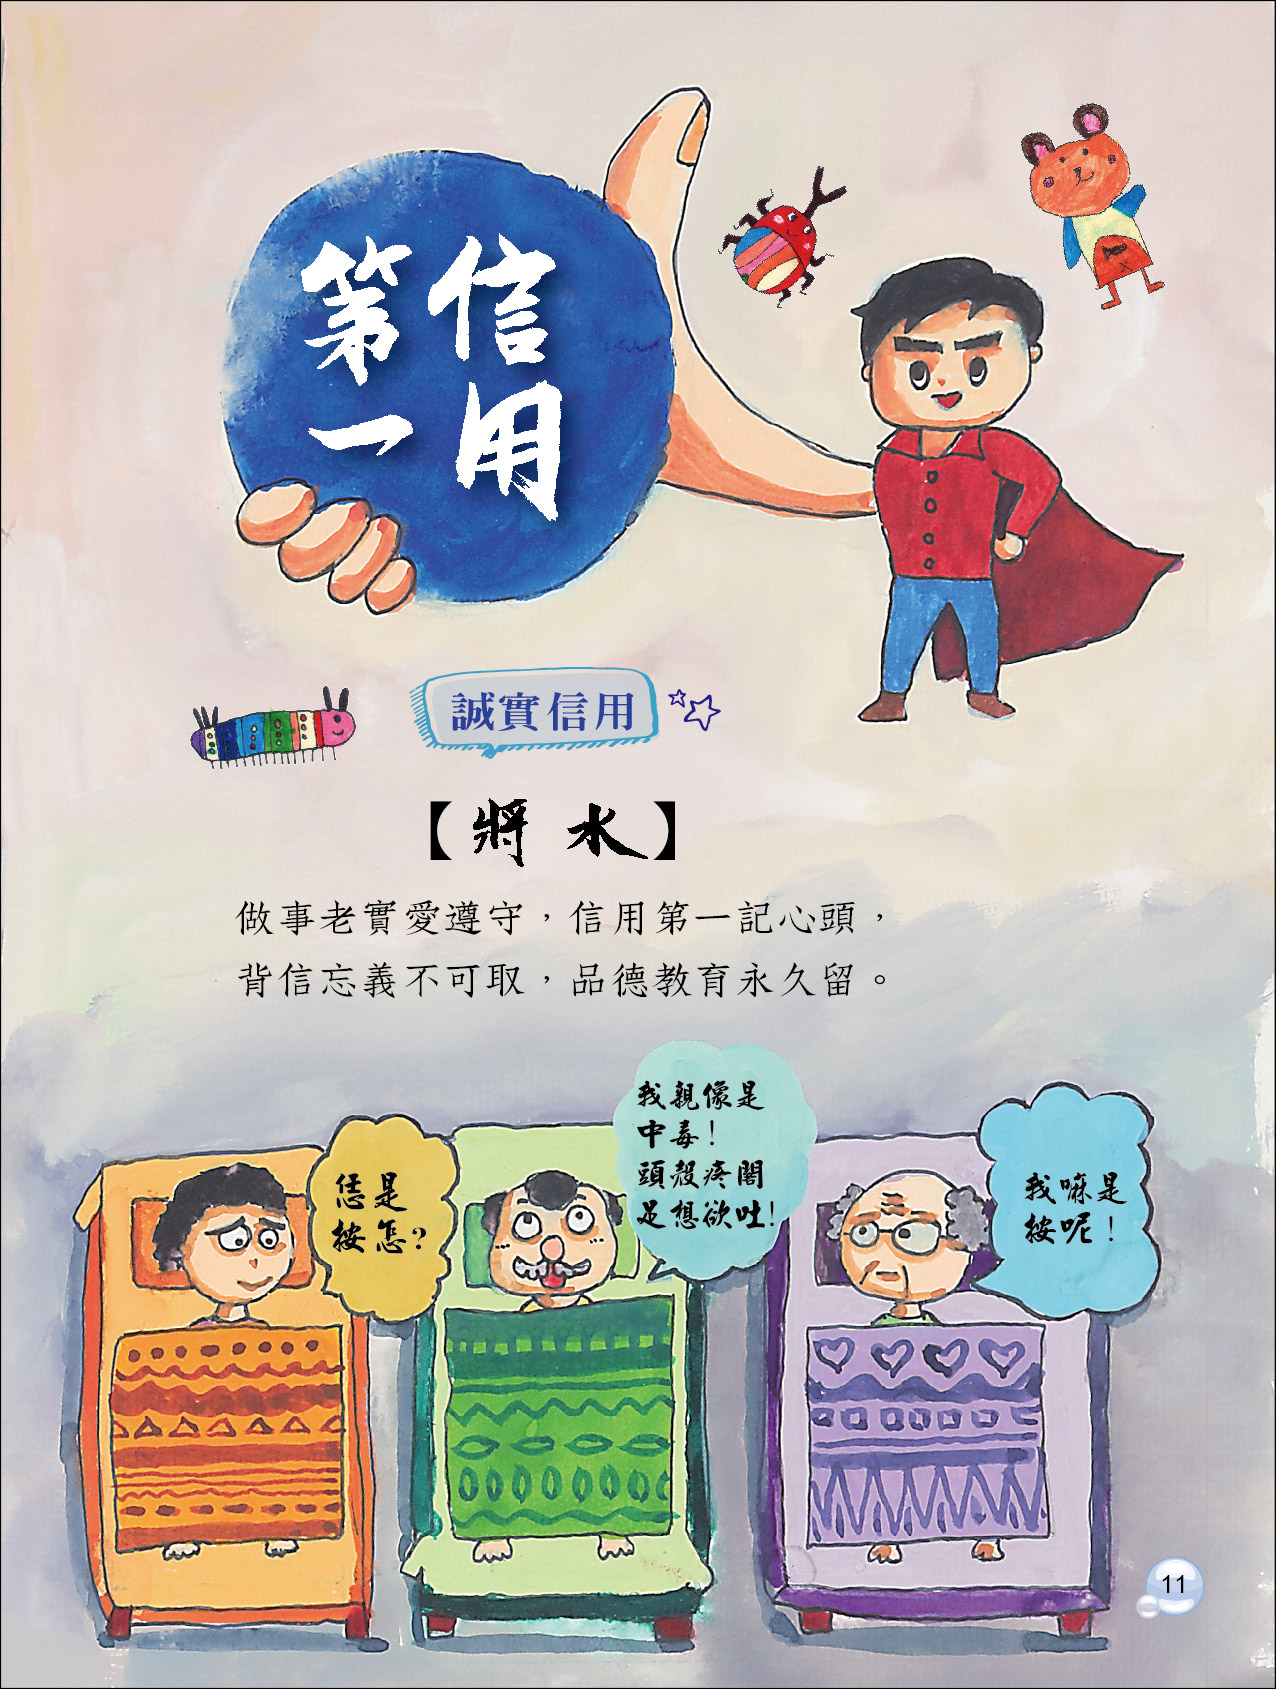 信用
第一
誠實信用
【將水】
做事老實愛遵守，信用第一記心頭，
背信忘義不可取，品德教育永久留。
恁是
按怎？
我親像是
中毒！
頭殼疼閣
足想欲吐！
我嘛是
按呢！
11